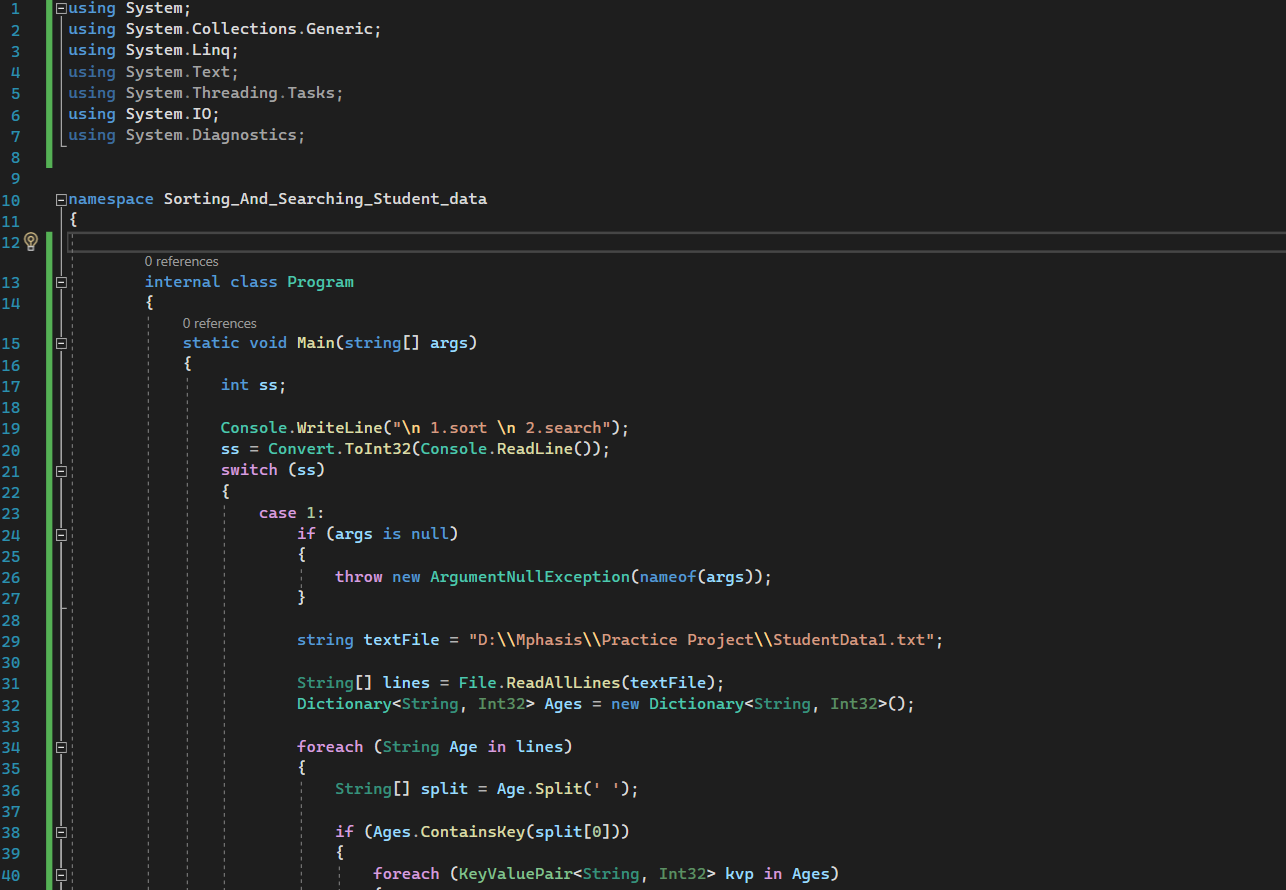 1 using System;
2 using System.Collections.Generic;
3 using System.Linq;
4 using System.Text;
5 using System.Threading.Tasks;
6 using System.IO;
7 using System.Diagnostics;
8
9
10 namespace Sorting_And_Searching_Student_data
11 {
12
0 references
13 internal class Program
14 {
0 references
15 static void Main(string[] args)
16 {
17 int ss;
18
19 Console.WriteLine("\n 1.sort \n 2.search");
20 ss = Convert.ToInt32(Console.ReadLine());
21 switch (ss)
22 {
23 case 1:
24 if (args is null)
25 {
26 throw new ArgumentNullException(nameof(args));
27 }
28
29 string textFile = "D:\\Mphasis\\Practice Project\\StudentData1.txt";
30
31 String[] lines = File.ReadAllLines(textFile);
32 Dictionary<String, Int32> Ages = new Dictionary<String, Int32>();
33
34 foreach (String Age in lines)
35 {
36 String[] split = Age.Split(' ');
37
38 if (Ages.ContainsKey(split[0]))
39 {
40 foreach (KeyValuePair<String, Int32> kvp in Ages)